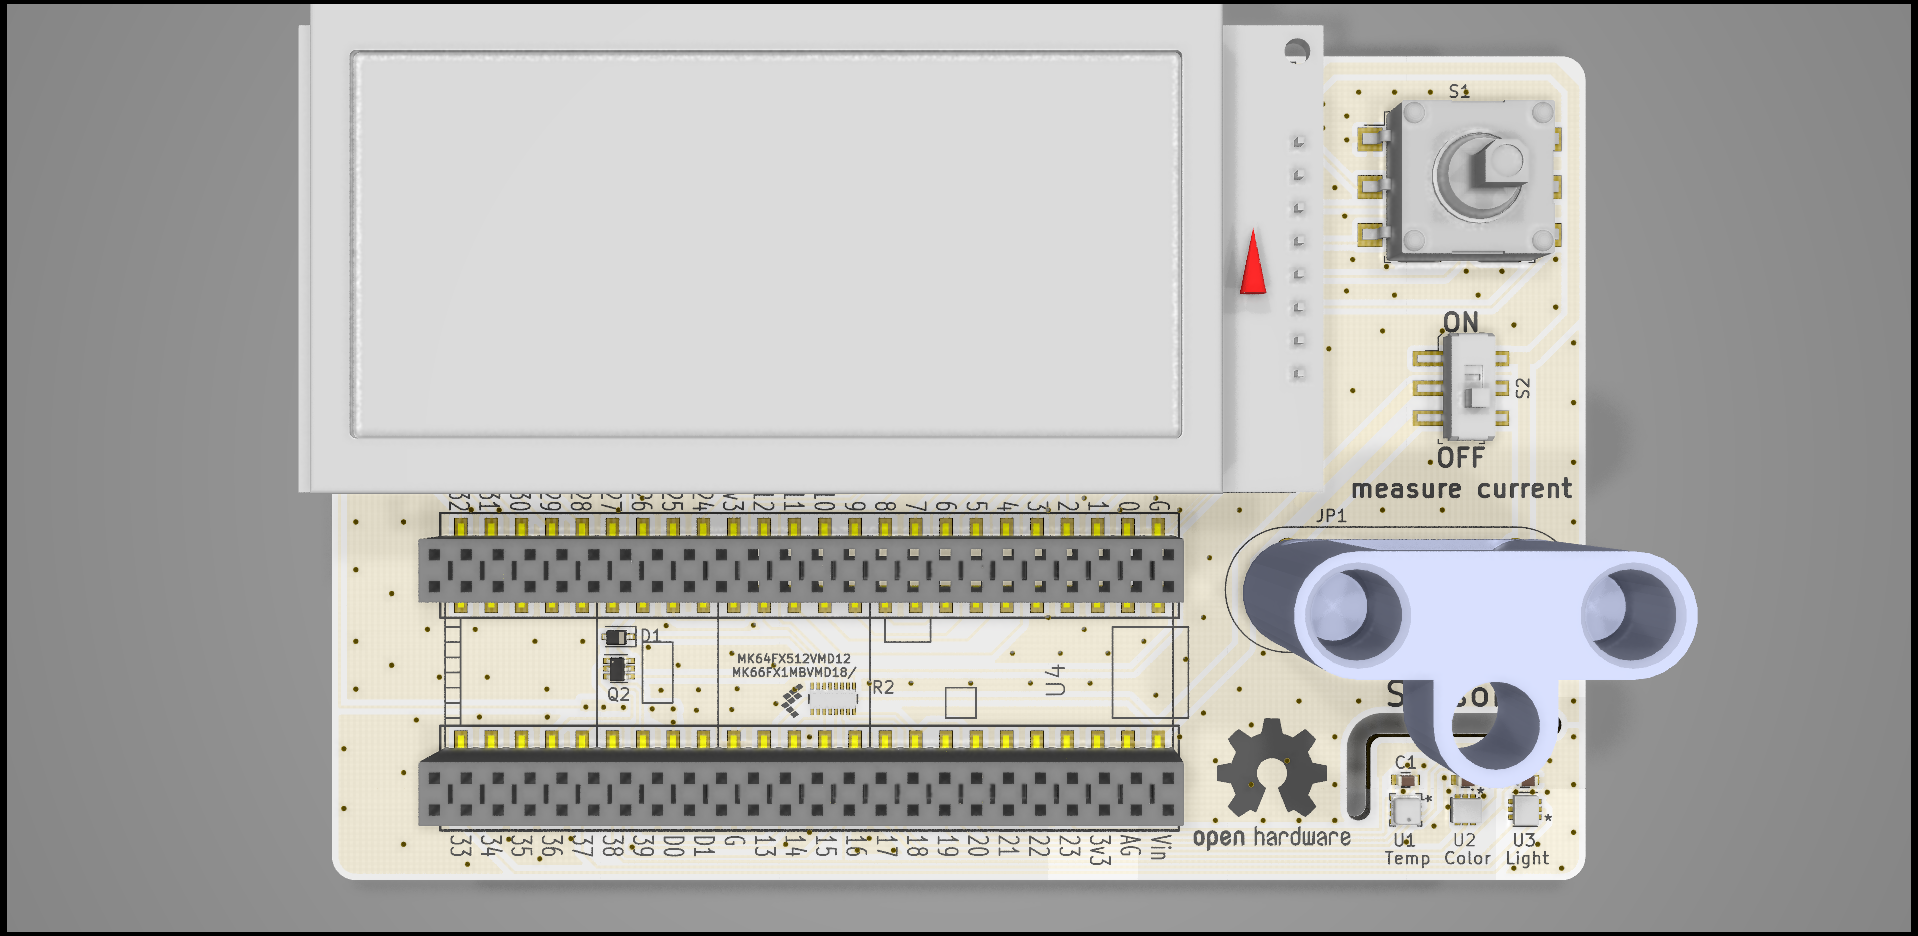 S1
ON
S2
OFF
measure current
JP1
32 31 30 29 28 27 26 25 24 3v3 12 11 10 9 8 7 6 5 4 3 2 1 0 G
D1
Q2
MK64FX512VMD12
MK66FX1MBVMD18/
R2
U4
C1
33 34 35 36 37 38 39 D0 D1 G 13 14 15 16 17 18 19 20 21 22 23 3v3 AG Vin
open hardware
U1
Temp
U2
Color
U3
Light